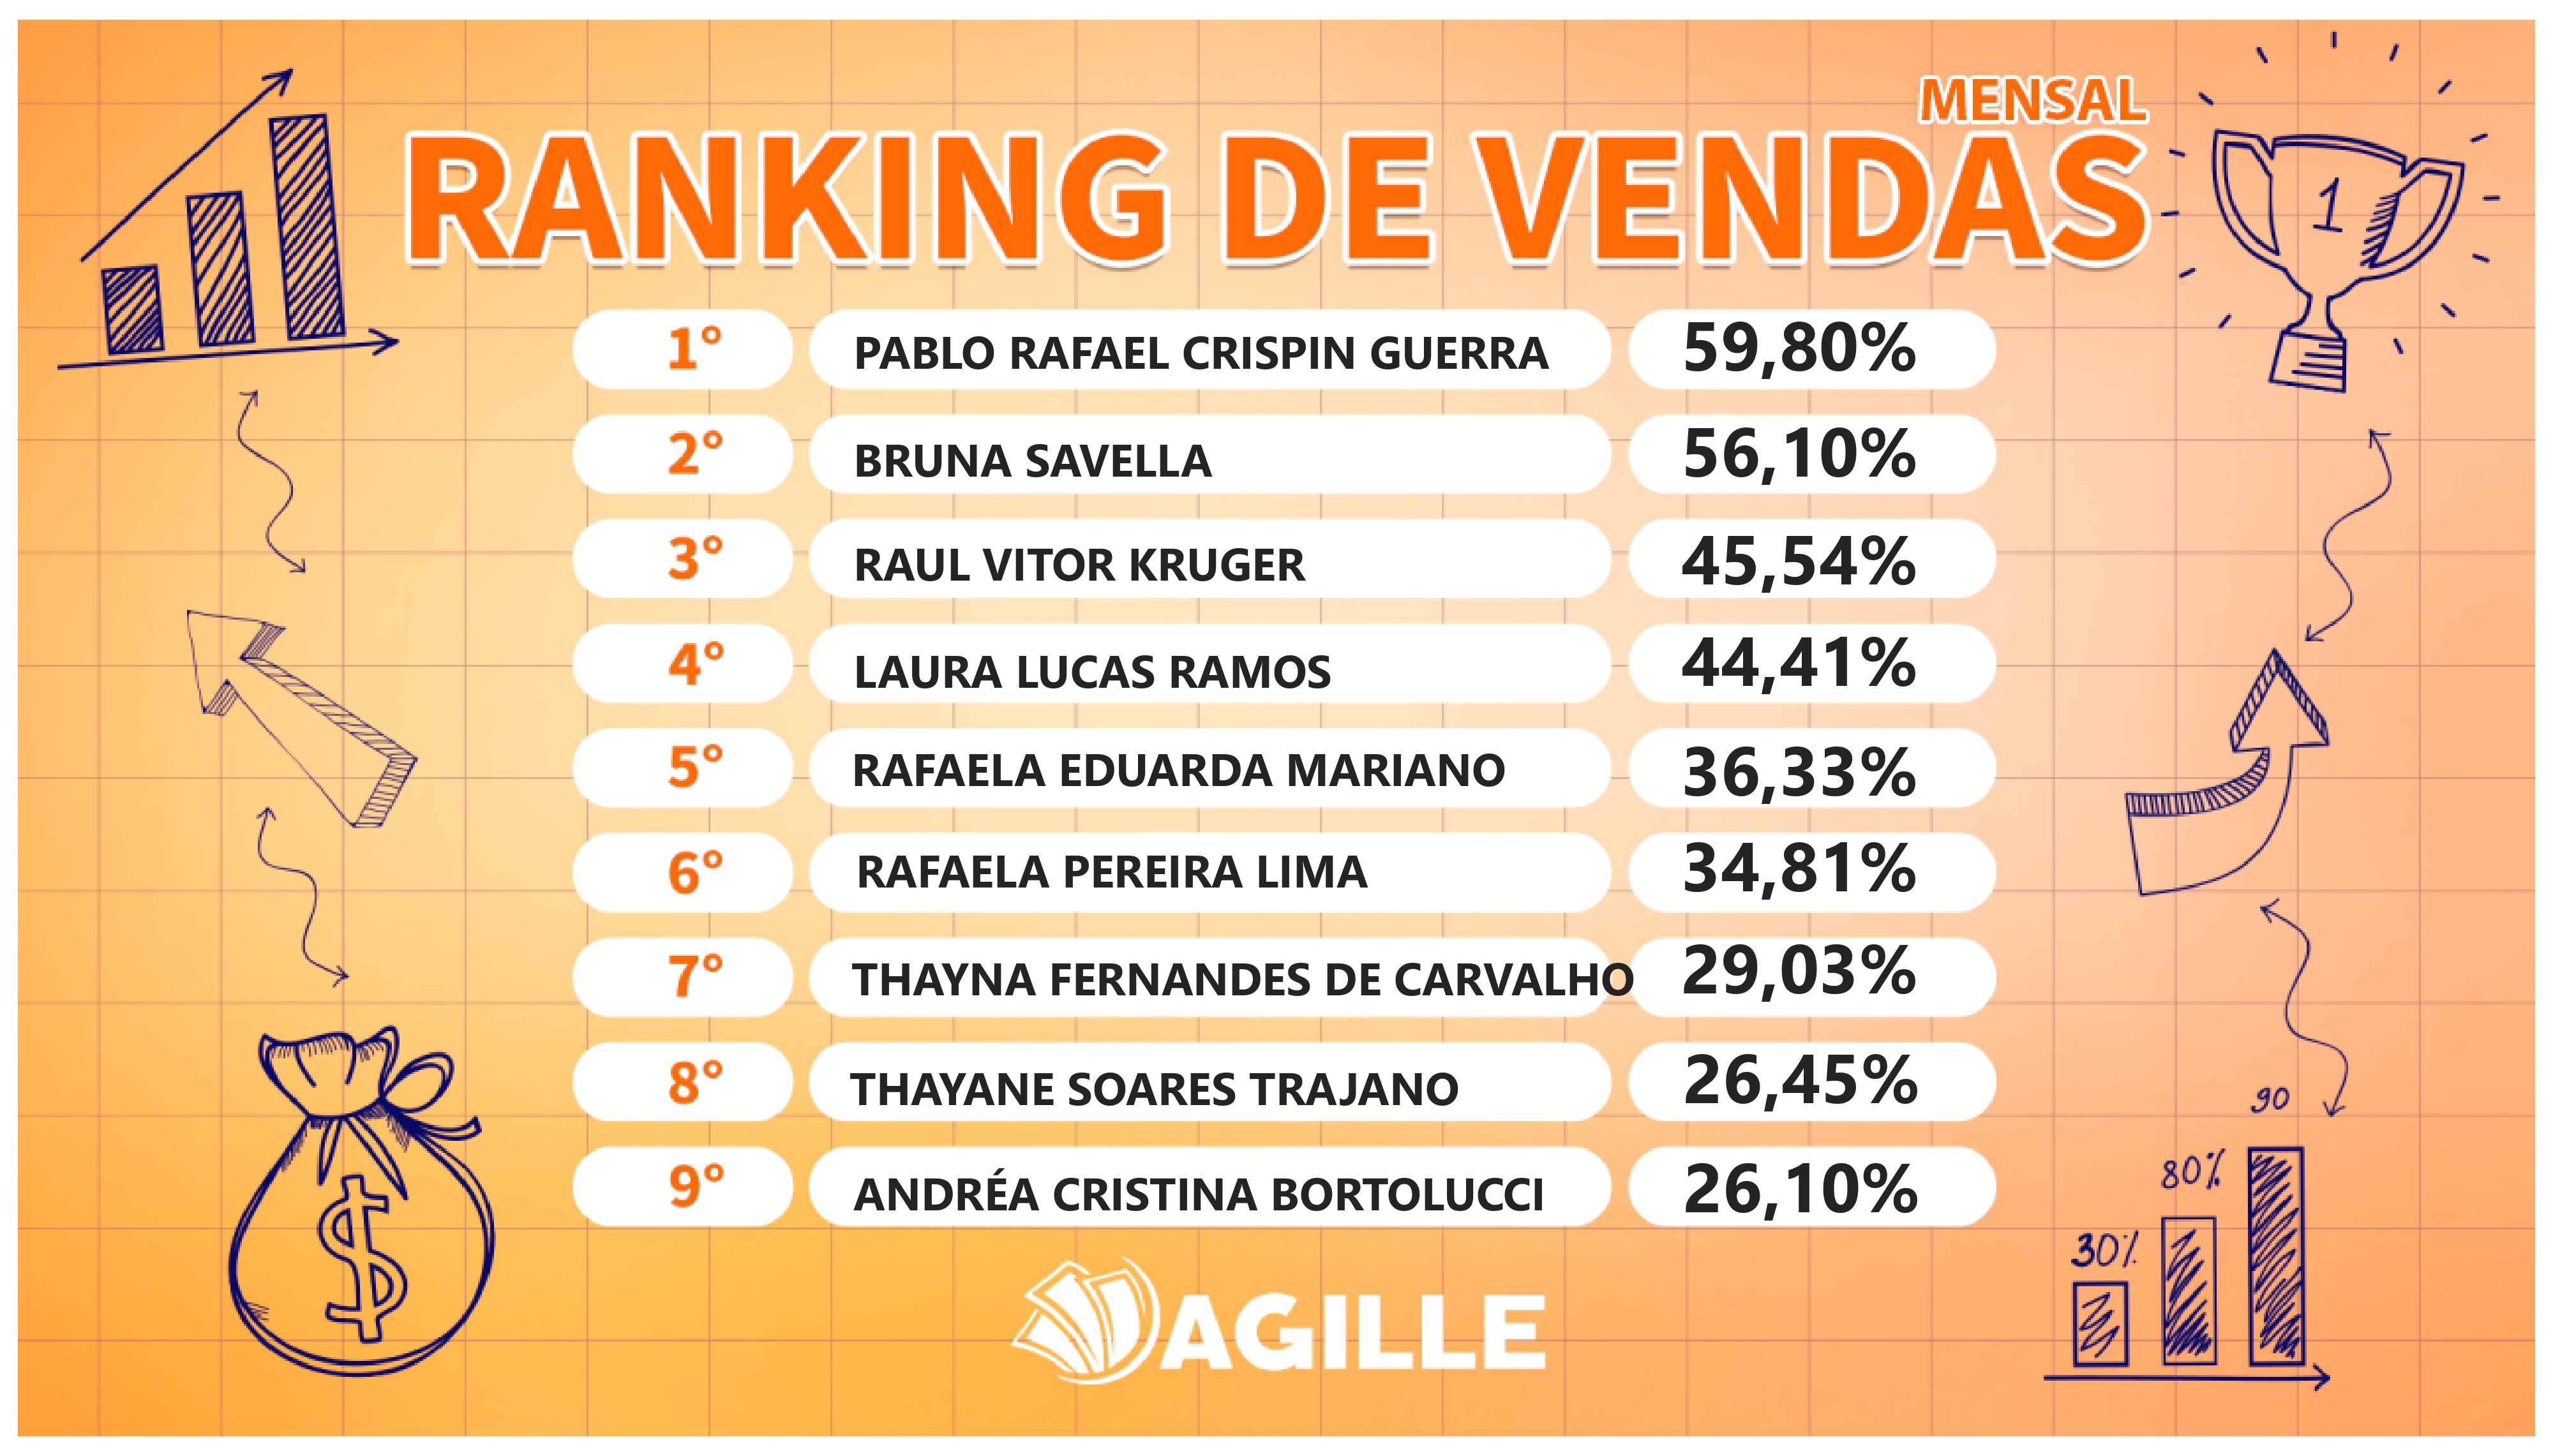 MENSAL
RANKING DE VENDAS
1
1° PABLO RAFAEL CRISPIN GUERRA 59,80%
2° BRUNA SAVELLA 56,10%
3° RAUL VITOR KRUGER 45,54%
4° LAURA LUCAS RAMOS 44,41%
5° RAFAELA EDUARDA MARIANO 36,33%
6° RAFAELA PEREIRA LIMA 34,81%
7° THAYNA FERNANDES DE CARVALHO 29,03%
8° THAYANE SOARES TRAJANO 26,45%
9° ANDRÉA CRISTINA BORTOLUCCI 26,10%
$
90
80%
30%
AGILLE